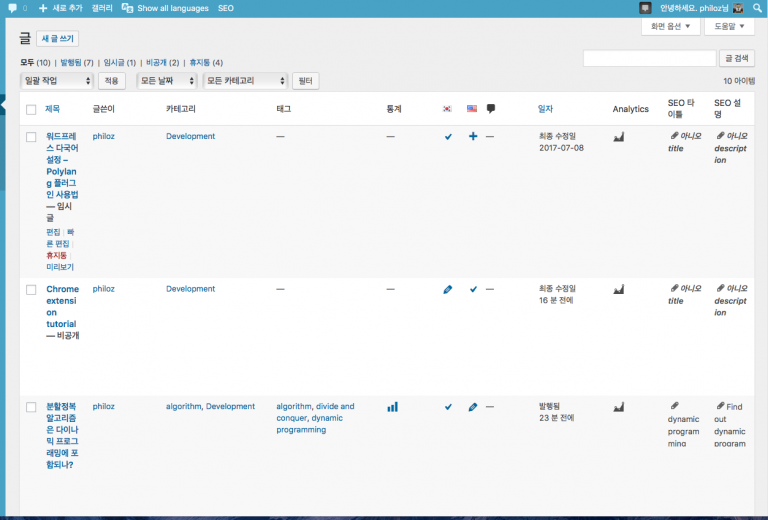 0 새로 추가 갤러리 Show all languages SEO 안녕하세요. philoz님
화면 옵션 도움말
글 새 글 쓰기
모두 (10) | 발행됨 (7) | 임시글 (1) | 비공개 (2) | 휴지통 (4)
글 검색
일괄 작업 적용 모든 날짜 모든 카테고리 필터
10 아이템
제목 글쓴이 카테고리 태그 통계 일자 Analytics SEO 타이틀 SEO 설명
워드프레
스 다국어
설정 –
Polylan
g 플러그
인 사용법
— 임시
글
편집 | 빠
른 편집 |
휴지통 |
미리보기
philoz
Development
—
—
—
최종 수정일
2017-07-08
아니오
title
아니오
descript
ion
Chrome
extensi
on
tutorial
— 비공개
philoz
Development
—
—
—
최종 수정일
16 분 전에
아니오
title
아니오
descript
ion
분할정복
알고리즘
은 다이나
믹 프로그
래밍에 포
함되나?
philoz
algorithm, Development
algorithm, divide and
conquer, dynamic
programming
—
발행됨
23 분 전에
dynamic
program
ming
Find
out
dynamic
program